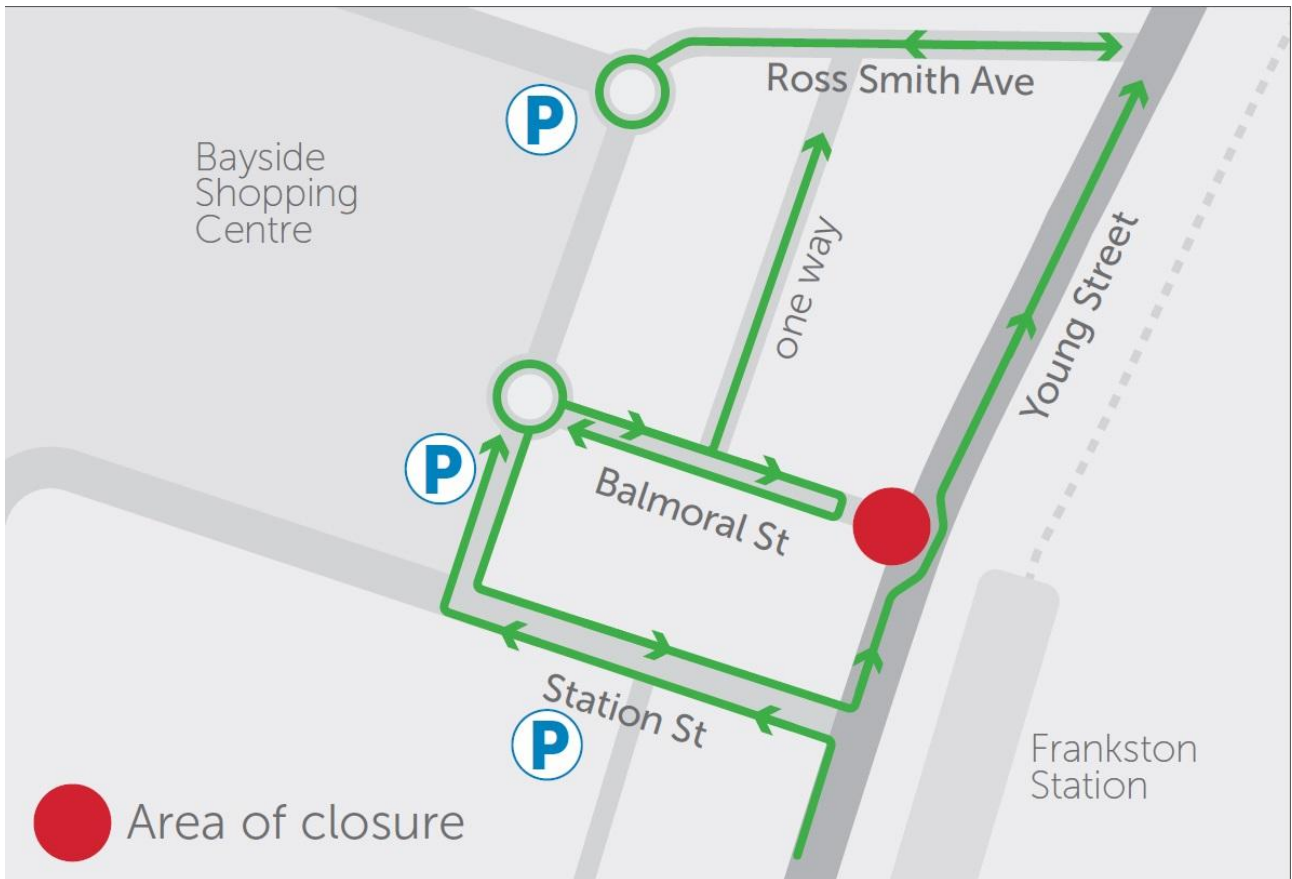 Ross Smith Ave
P
Bayside
Shopping
Centre
one way
Young Street
P
Balmoral St
Station St
P
Frankston
Station
Area of closure